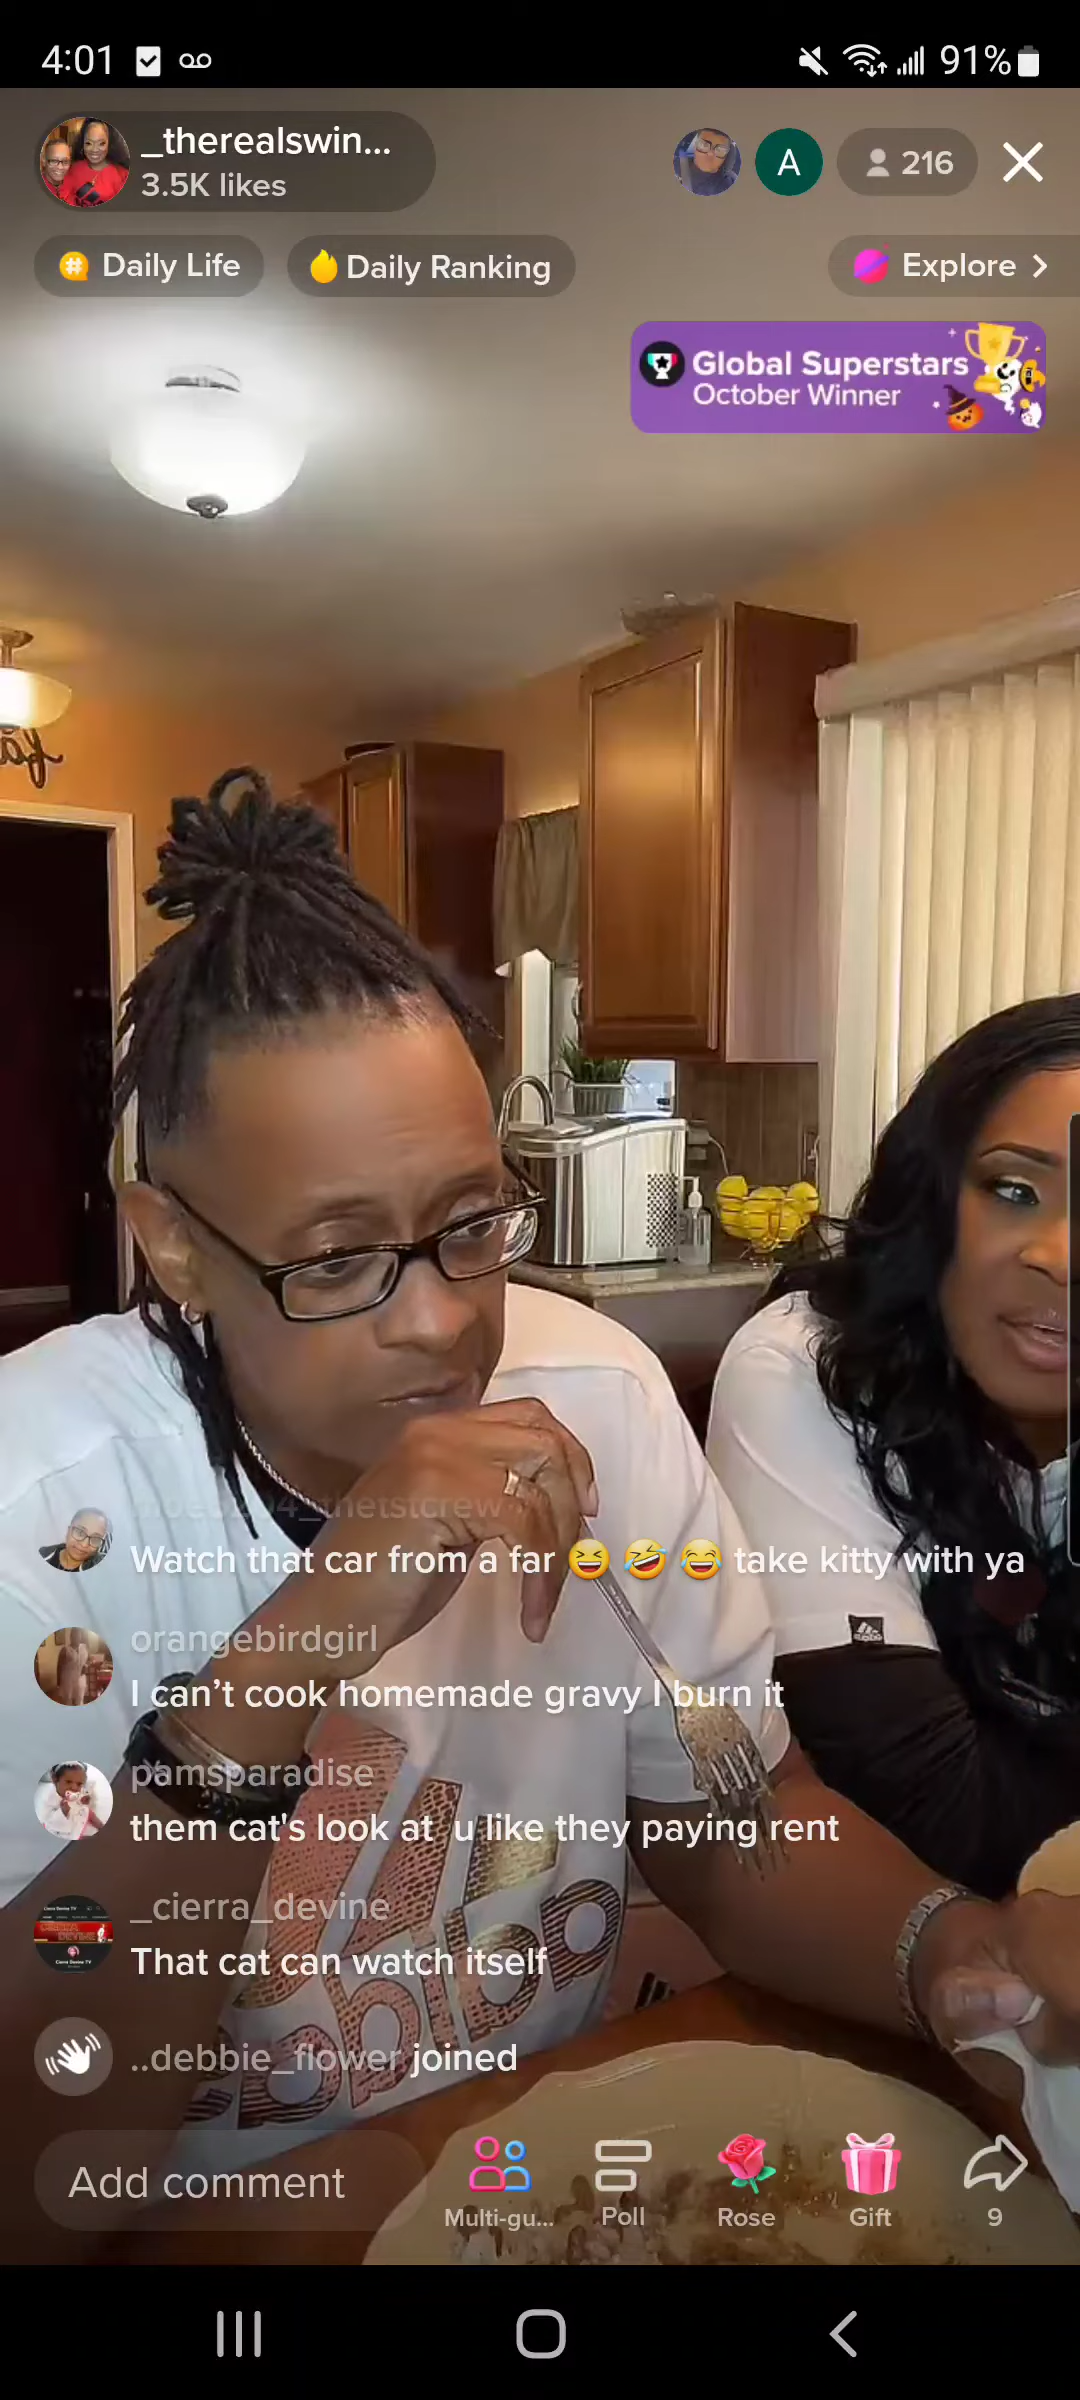 4:01
91%
_therealswin...
3.5K likes
A
216
Daily Life
Daily Ranking
Explore >
Global Superstars
October Winner
Watch that car from a far 😆 🤣 😂 take kitty with ya
orangebirdgirl
I can’t cook homemade gravy I burn it
pamsparadise
them cat's look at  u like they paying rent
_cierra_devine
That cat can watch itself
..debbie_flower joined
Add comment
Multi-gu...
Poll
Rose
Gift
9